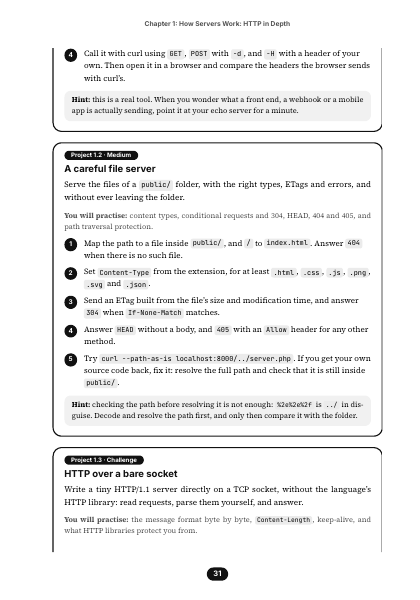 Chapter 1: How Servers Work: HTTP in Depth
4 Call it with curl using GET, POST with -d, and -H with a header of your
own. Then open it in a browser and compare the headers the browser sends
with curl's.
Hint: this is a real tool. When you wonder what a front end, a webhook or a mobile
app is actually sending, point it at your echo server for a minute.
Project 1.2 · Medium
A careful file server
Serve the files of a public/ folder, with the right types, ETags and errors, and
without ever leaving the folder.
You will practise: content types, conditional requests and 304, HEAD, 404 and 405, and
path traversal protection.
1 Map the path to a file inside public/, and / to index.html. Answer 404
when there is no such file.
2 Set Content-Type from the extension, for at least .html, .css, .js, .png,
.svg and .json.
3 Send an ETag built from the file's size and modification time, and answer
304 when If-None-Match matches.
4 Answer HEAD without a body, and 405 with an Allow header for any other
method.
5 Try curl --path-as-is localhost:8000/../server.php. If you get your own
source code back, fix it: resolve the full path and check that it is still inside
public/.
Hint: checking the path before resolving it is not enough: %2e%2e%2f is ../ in dis-
guise. Decode and resolve the path first, and only then compare it with the folder.
Project 1.3 · Challenge
HTTP over a bare socket
Write a tiny HTTP/1.1 server directly on a TCP socket, without the language's
HTTP library: read requests, parse them yourself, and answer.
You will practise: the message format byte by byte, Content-Length, keep-alive, and
what HTTP libraries protect you from.
31